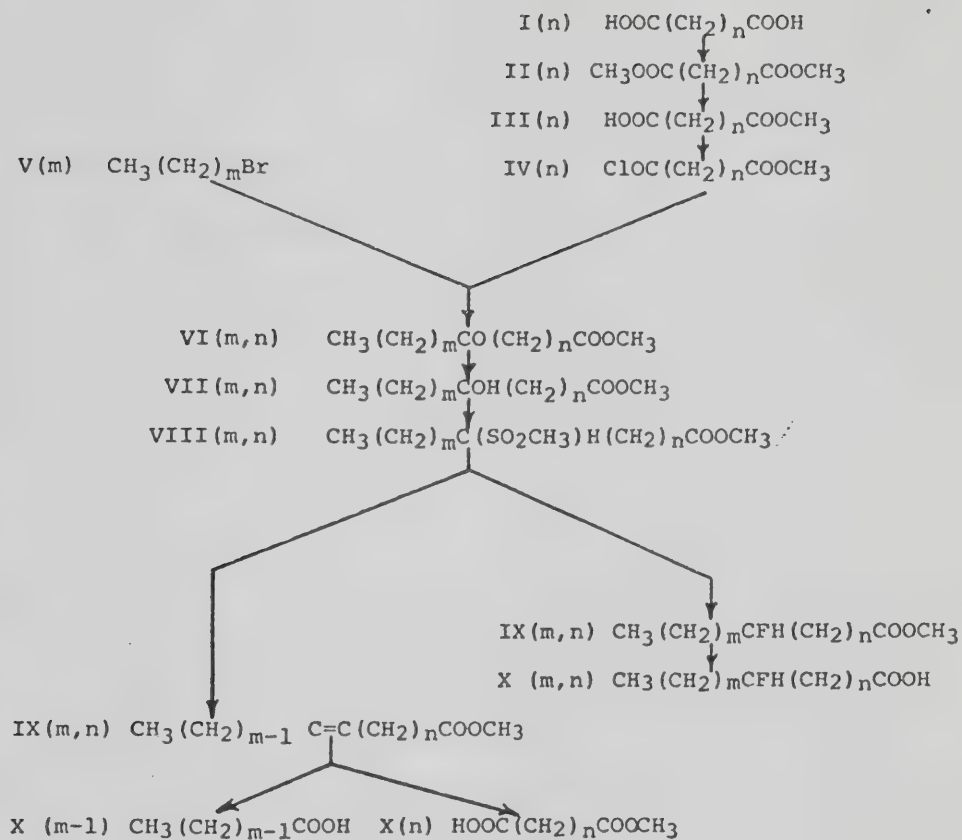 I(n) HOOC(CH2)nCOOH
II(n) CH3OOC(CH2)nCOOCH3
III(n) HOOC(CH2)nCOOCH3
V(m) CH3(CH2)mBr
IV(n) ClOC(CH2)nCOOCH3
VI(m,n) CH3(CH2)mCO(CH2)nCOOCH3
VII(m,n) CH3(CH2)mCOH(CH2)nCOOCH3
VIII(m,n) CH3(CH2)mC(SO2CH3)H(CH2)nCOOCH3
IX(m,n) CH3(CH2)mCFH(CH2)nCOOCH3
X (m,n) CH3(CH2)mCFH(CH2)nCOOH
IX(m,n) CH3(CH2)m-1 C=C(CH2)nCOOCH3
X (m-1) CH3(CH2)m-1COOH X(n) HOOC(CH2)nCOOCH3